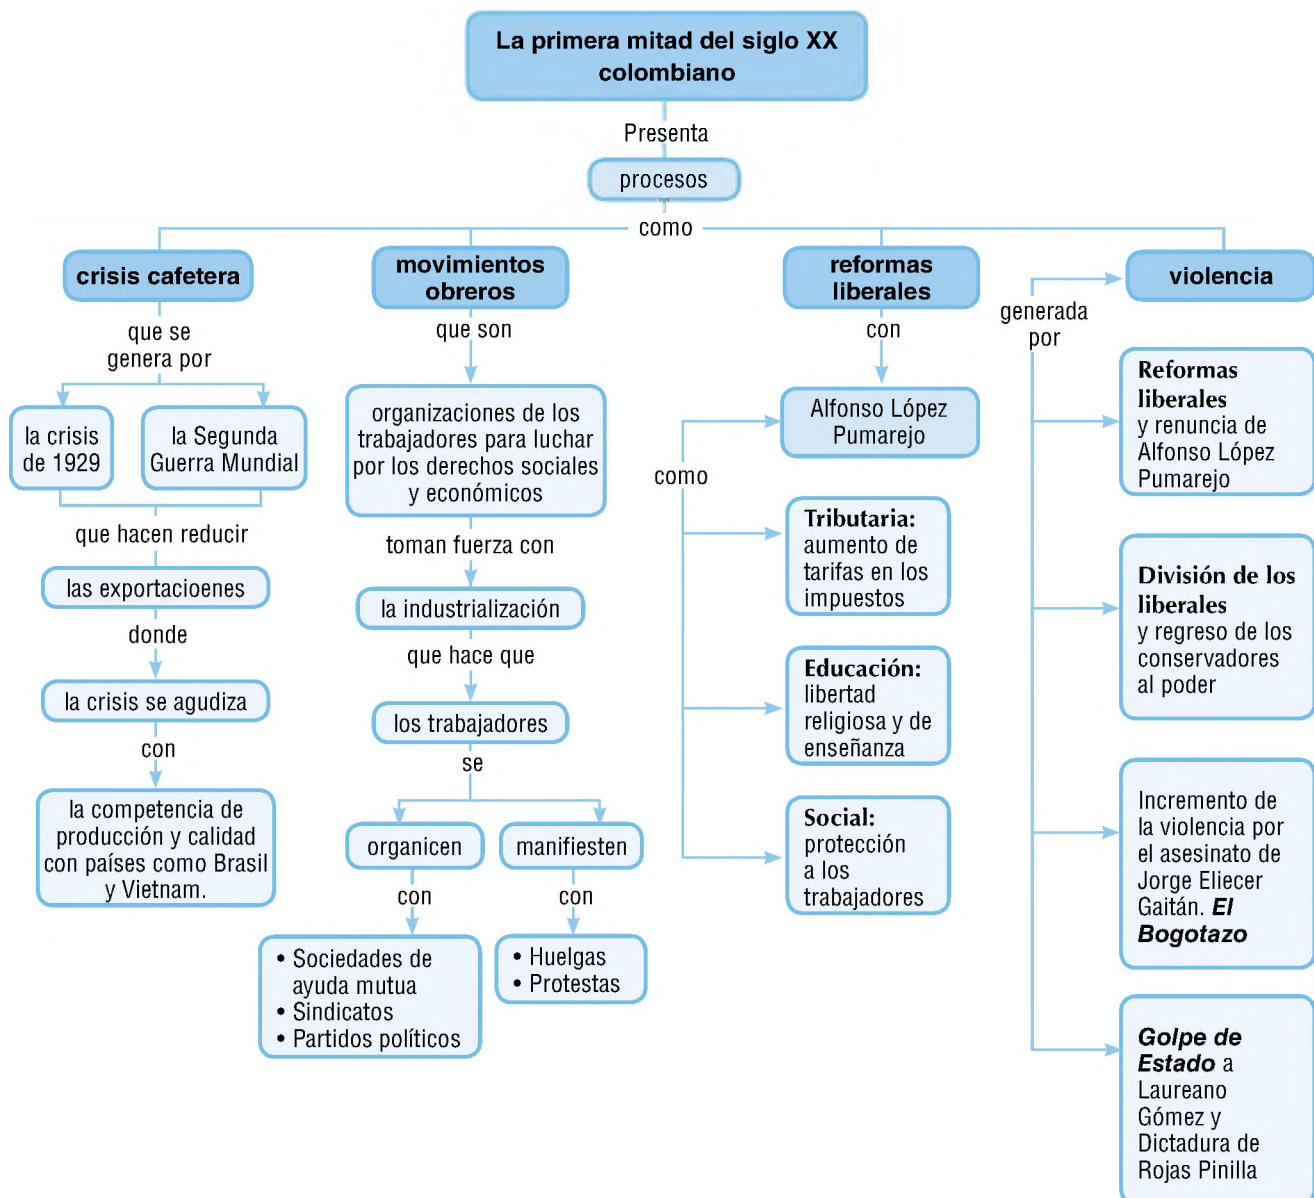 La primera mitad del siglo XX
colombiano
Presenta
procesos
como
crisis cafetera
que se
genera por
la crisis
de 1929
la Segunda
Guerra Mundial
que hacen reducir
las exportacioenes
donde
la crisis se agudiza
con
la competencia de
producción y calidad
con países como Brasil
y Vietnam.
movimientos
obreros
que son
organizaciones de los
trabajadores para luchar
por los derechos sociales
y económicos
toman fuerza con
la industrialización
que hace que
los trabajadores
se
organicen
con
• Sociedades de
ayuda mutua
• Sindicatos
• Partidos políticos
manifiesten
con
• Huelgas
• Protestas
reformas
liberales
con
Alfonso López
Pumarejo
como
Tributaria:
aumento de
tarifas en los
impuestos
Educación:
libertad
religiosa y de
enseñanza
Social:
protección
a los
trabajadores
violencia
generada
por
Reformas
liberales
y renuncia de
Alfonso López
Pumarejo
División de los
liberales
y regreso de los
conservadores
al poder
Incremento de
la violencia por
el asesinato de
Jorge Eliecer
Gaitán. El
Bogotazo
Golpe de
Estado a
Laureano
Gómez y
Dictadura de
Rojas Pinilla